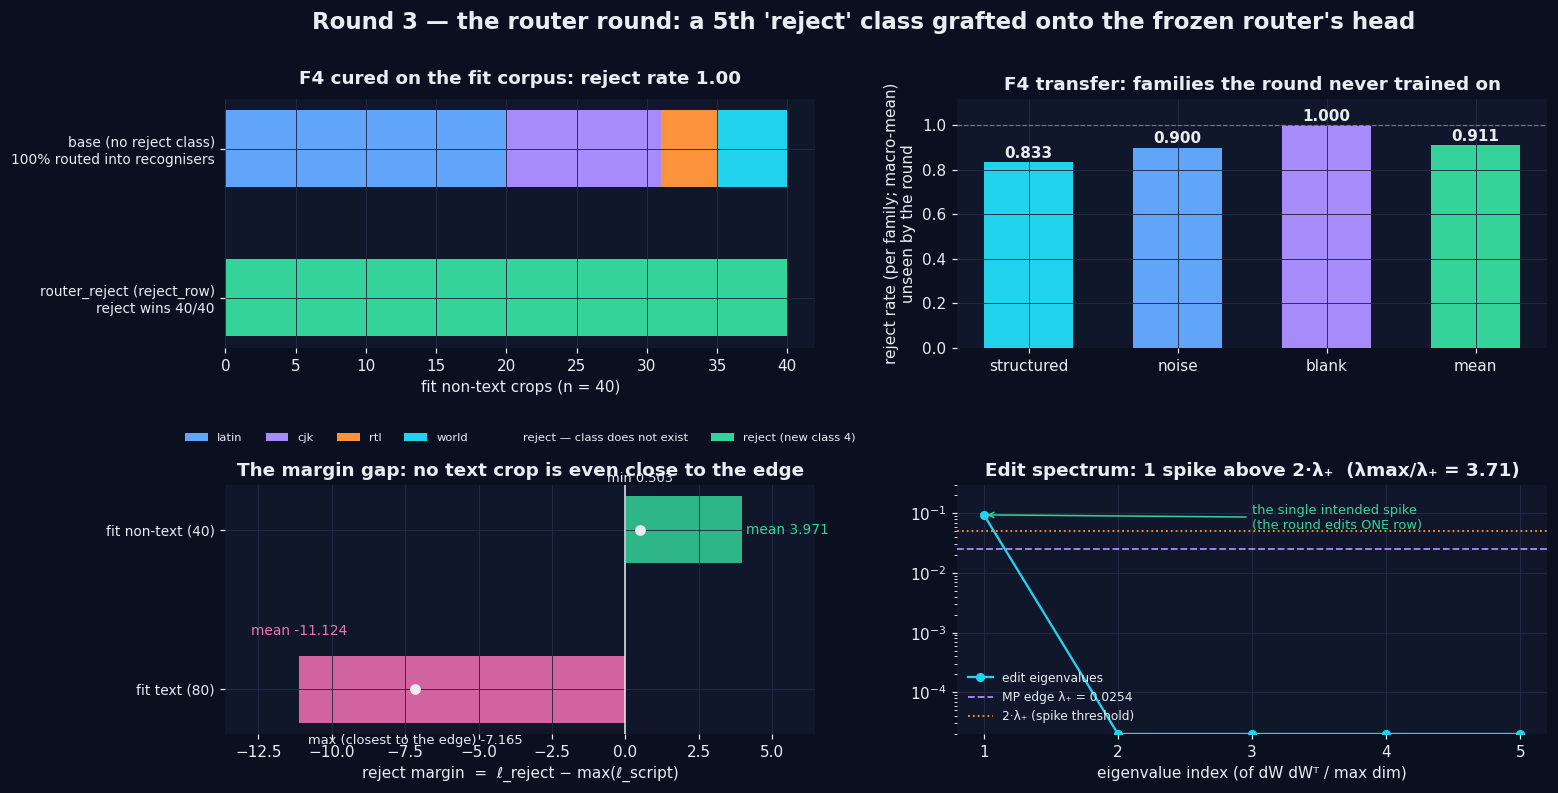 Round 3 — the router round: a 5th 'reject' class grafted onto the frozen router's head
F4 cured on the fit corpus: reject rate 1.00
base (no reject class)
100% routed into recognisers
router_reject (reject_row)
reject wins 40/40
0 5 10 15 20 25 30 35 40
fit non-text crops (n = 40)
latin cjk rtl world reject — class does not exist reject (new class 4)
F4 transfer: families the round never trained on
reject rate (per family; macro-mean)
unseen by the round
1.0
0.8
0.6
0.4
0.2
0.0
0.833
0.900
1.000
0.911
structured noise blank mean
The margin gap: no text crop is even close to the edge
min 0.503
fit non-text (40)
mean 3.971
mean -11.124
fit text (80)
max (closest to the edge) -7.165
−12.5 −10.0 −7.5 −5.0 −2.5 0.0 2.5 5.0
reject margin = ℓ_reject − max(ℓ_script)
Edit spectrum: 1 spike above 2·λ₊ (λmax/λ₊ = 3.71)
10⁻¹
10⁻²
10⁻³
10⁻⁴
the single intended spike
(the round edits ONE row)
edit eigenvalues
MP edge λ₊ = 0.0254
2·λ₊ (spike threshold)
1 2 3 4 5
eigenvalue index (of dW dWᵀ / max dim)